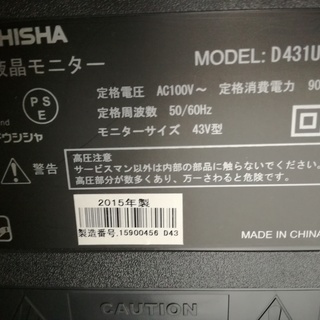 HISHA
液晶モニター
MODEL: D431U
定格電圧 AC100V～ 定格消費電力 90
定格周波数 50/60Hz
モニターサイズ 43V型
PS
E
ドウシシャ
警告
高圧注意
サービスマン以外は内部の部品に触らないでください。
高圧部分が数多くあり、万一さわると危険です。
2015年製
製造番号.15900456 D43
MADE IN CHINA
CAUTION